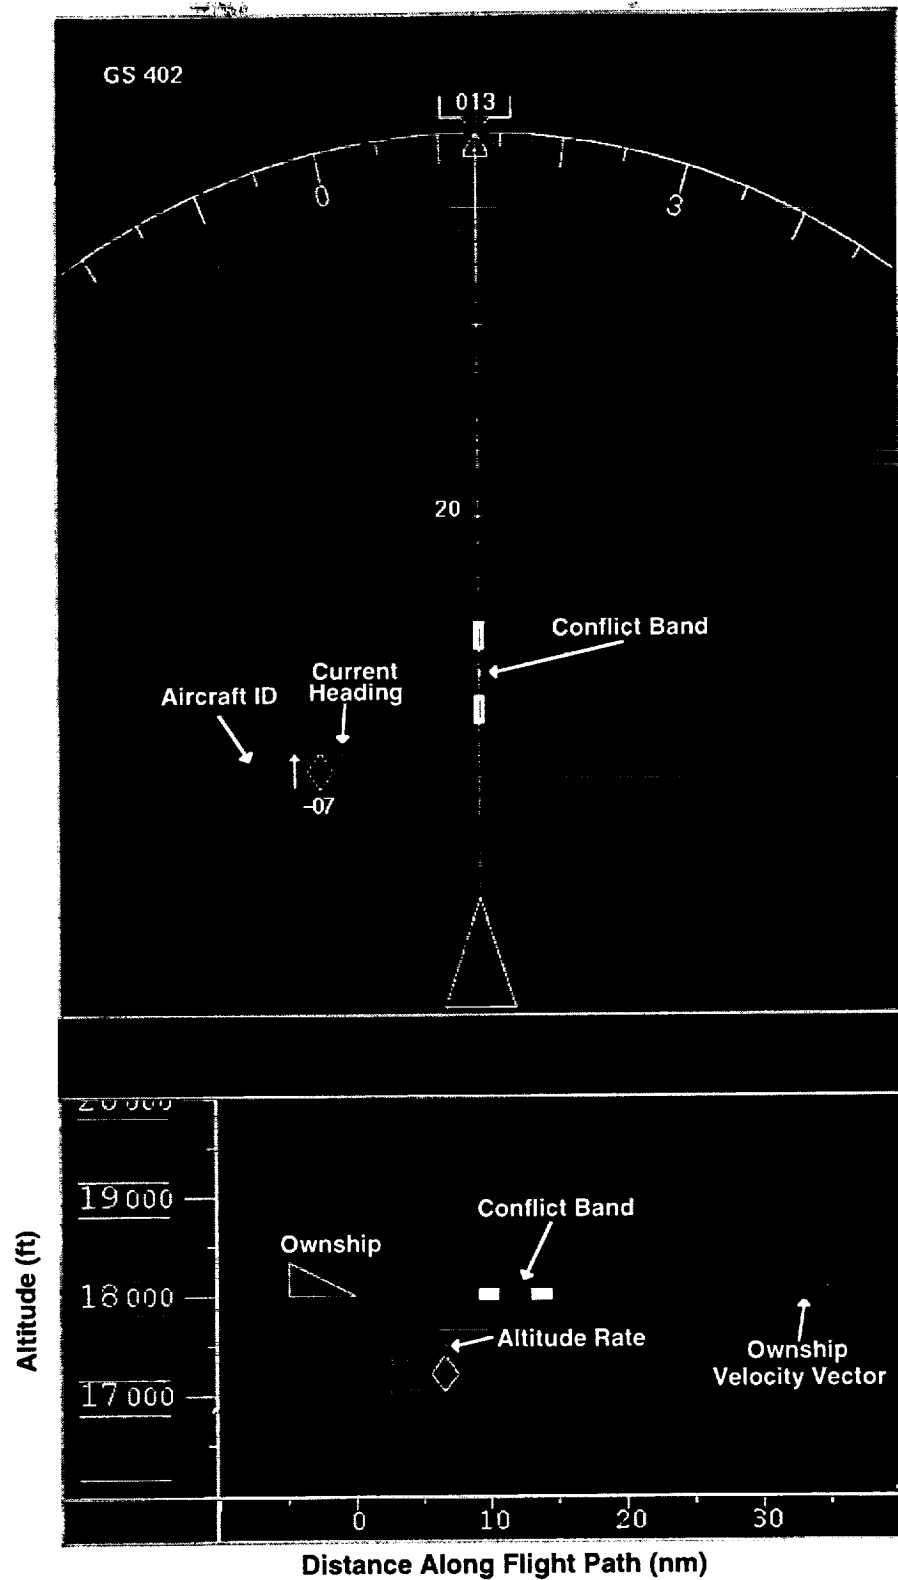 GS 402
013
0
3
20
Conflict Band
Current
Heading
Aircraft ID
-07
20000
19000
Conflict Band
Ownship
18000
Altitude Rate
Ownship
Velocity Vector
17000
Altitude (ft)
0
10
20
30
Distance Along Flight Path (nm)